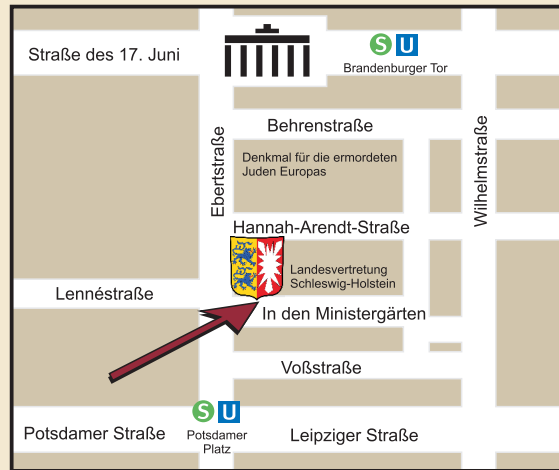 Straße des 17. Juni
S U
Brandenburger Tor
Behrenstraße
Denkmal für die ermordeten
Juden Europas
Ebertstraße
Wilhelmstraße
Hannah-Arendt-Straße
Landesvertretung
Schleswig-Holstein
Lennéstraße
In den Ministergärten
Voßstraße
S U
Potsdamer Straße
Potsdamer
Platz
Leipziger Straße